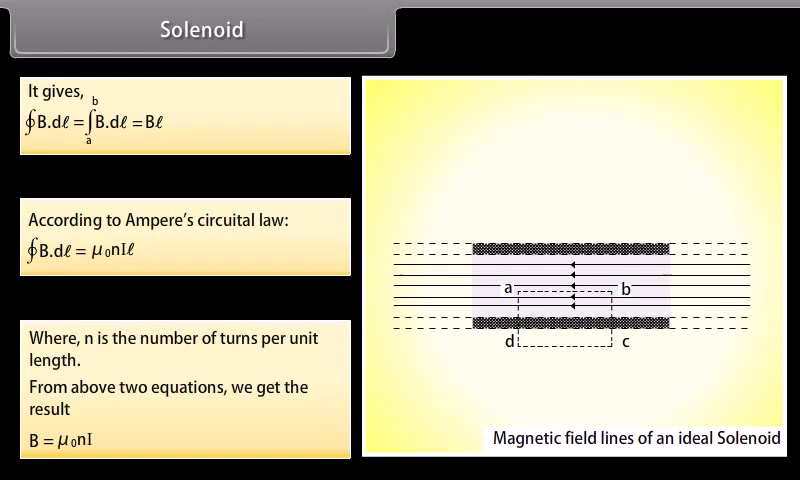 Solenoid
It gives,
∮B.dℓ = ∫ₐᵇB.dℓ = Bℓ
According to Ampere's circuital law:
∮B.dℓ = μ₀nIℓ
Where, n is the number of turns per unit
length.
From above two equations, we get the
result
B = μ₀nI
a b
d c
Magnetic field lines of an ideal Solenoid